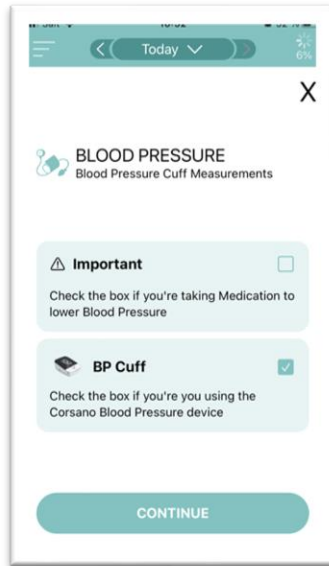 Today
6%
X
BLOOD PRESSURE
Blood Pressure Cuff Measurements
Important
Check the box if you're taking Medication to
lower Blood Pressure
BP Cuff
Check the box if you're you using the
Corsano Blood Pressure device
CONTINUE